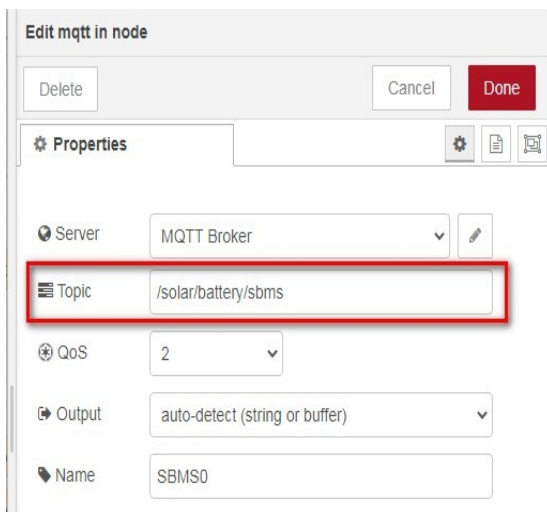 Edit mqtt in node
Delete
Cancel
Done
Properties
Server
MQTT Broker
Topic
/solar/battery/sbms
QoS
2
Output
auto-detect (string or buffer)
Name
SBMS0